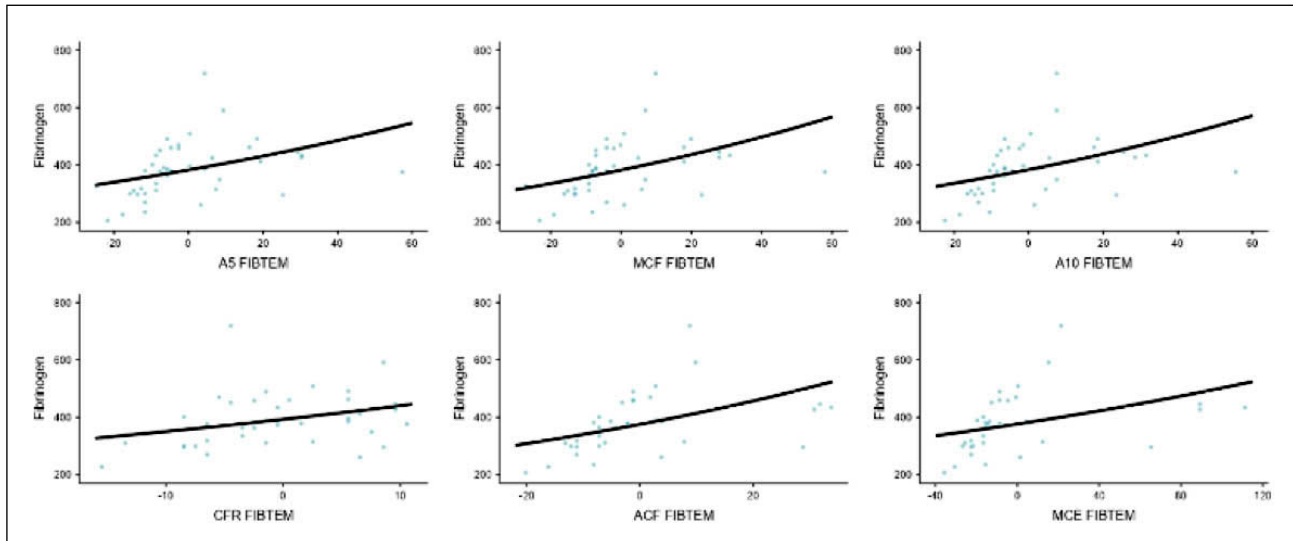 800
600
400
200
Fibrinogen
20 0 20 40 60
A5 FIBTEM
800
600
400
200
Fibrinogen
-20 0 20 40 60
MCF FIBTEM
800
600
400
200
Fibrinogen
20 0 20 40 60
A10 FIBTEM
800
600
400
200
Fibrinogen
-10 0 10
CFR FIBTEM
800
600
400
200
Fibrinogen
-20 0 20
ACF FIBTEM
800
600
400
200
Fibrinogen
-40 0 40 80 120
MCE FIBTEM